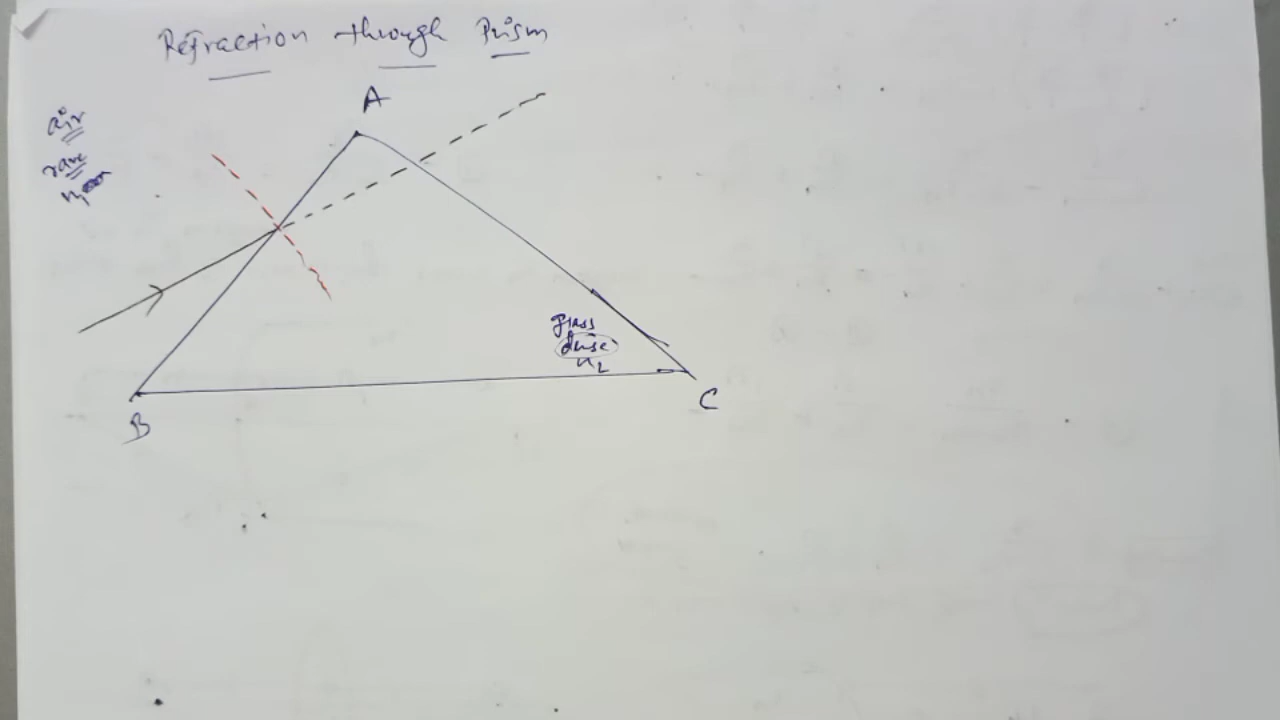 Refraction through Prism
A
air
rare
n1
glass
dense
n2
C
B